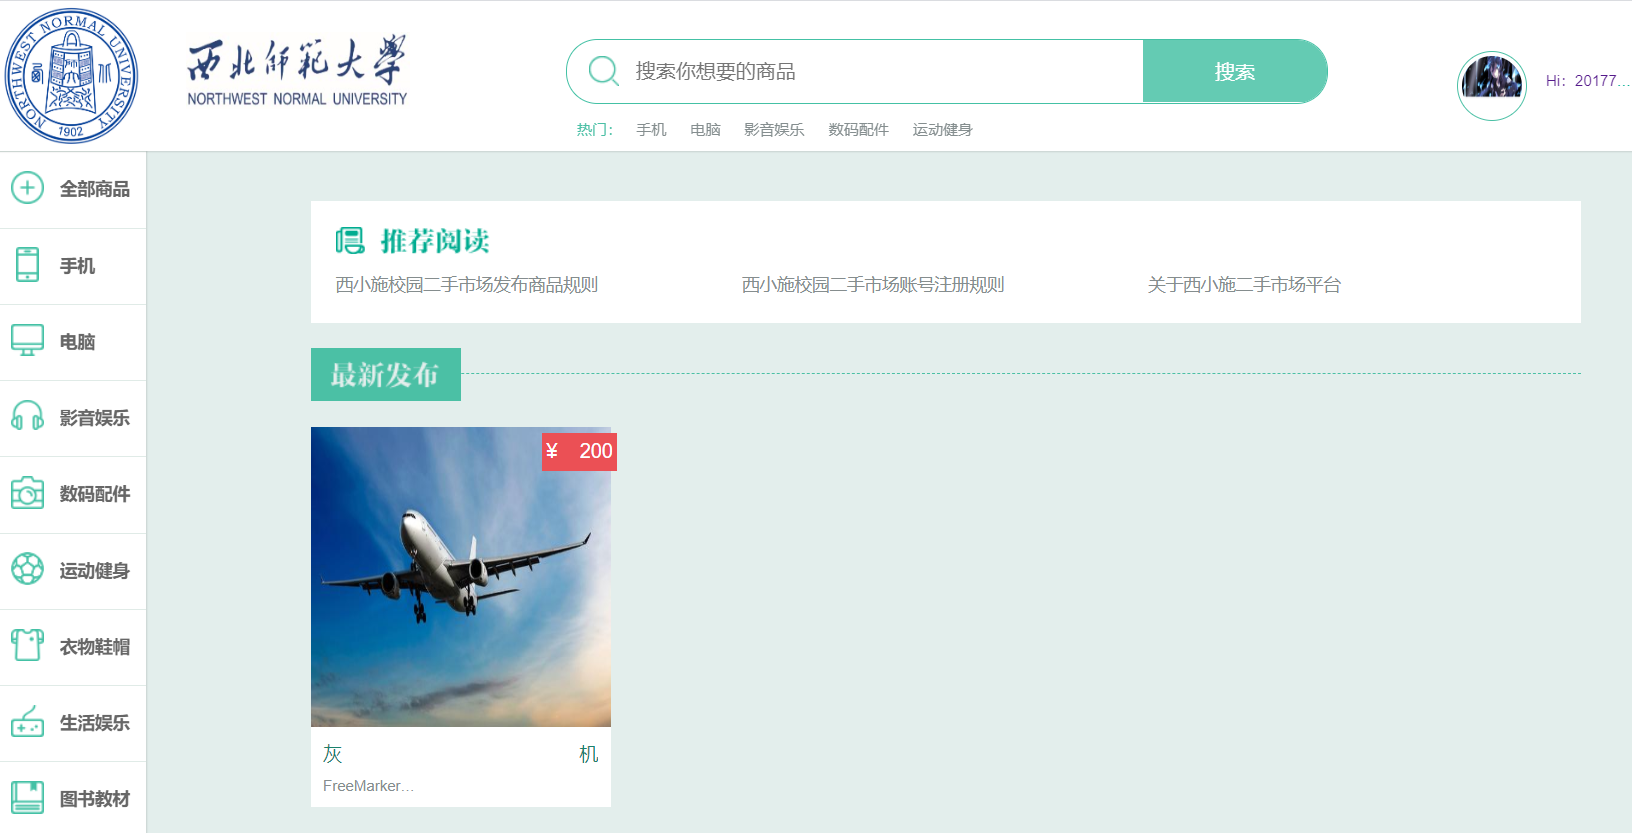 NORTHWEST NORMAL UNIVERSITY
1902
西北师范大学
NORTHWEST NORMAL UNIVERSITY
搜索你想要的商品
搜索
Hi：20177...
热门： 手机 电脑 影音娱乐 数码配件 运动健身
全部商品
手机
电脑
影音娱乐
数码配件
运动健身
衣物鞋帽
生活娱乐
图书教材
推荐阅读
西小施校园二手市场发布商品规则 西小施校园二手市场账号注册规则 关于西小施二手市场平台
最新发布
¥ 200
灰 机
FreeMarker...